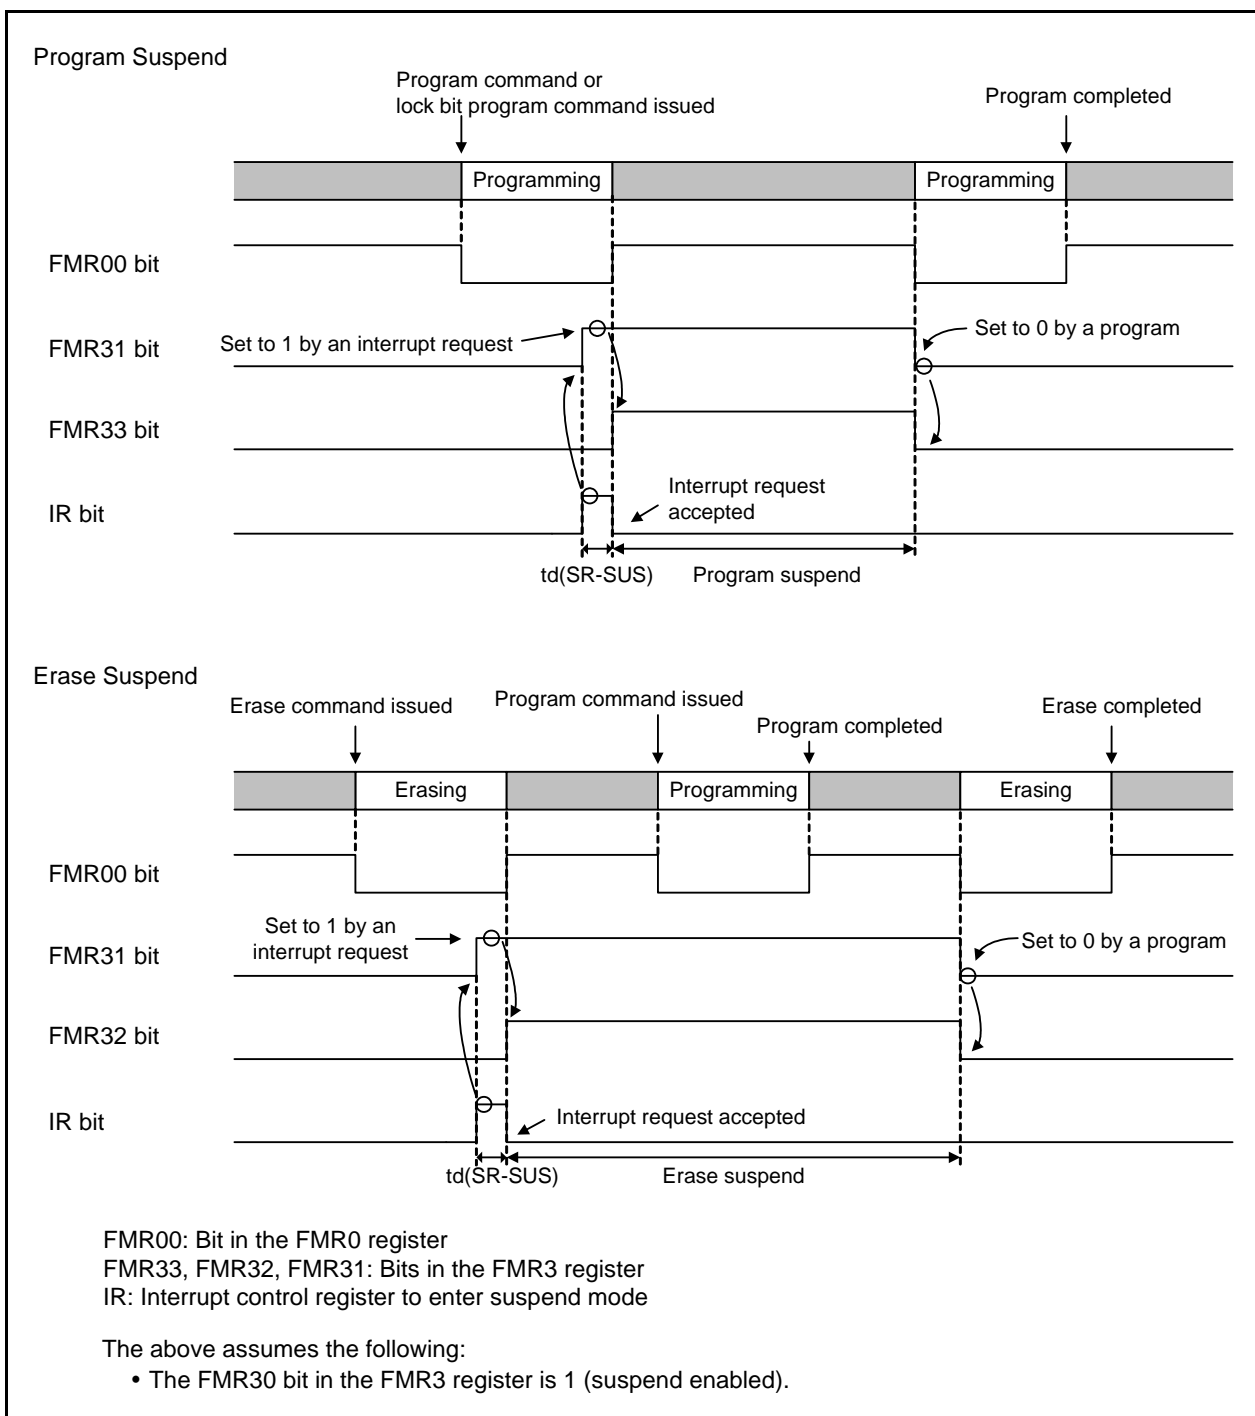 Program Suspend
Program command or
lock bit program command issued
Program completed
Programming
Programming
FMR00 bit
Set to 1 by an interrupt request
Set to 0 by a program
FMR31 bit
FMR33 bit
Interrupt request
accepted
IR bit
td(SR-SUS)
Program suspend
Erase Suspend
Erase command issued
Program command issued
Program completed
Erase completed
Erasing
Programming
Erasing
FMR00 bit
Set to 1 by an
interrupt request
Set to 0 by a program
FMR31 bit
FMR32 bit
Interrupt request accepted
IR bit
td(SR-SUS)
Erase suspend
FMR00: Bit in the FMR0 register
FMR33, FMR32, FMR31: Bits in the FMR3 register
IR: Interrupt control register to enter suspend mode
The above assumes the following:
• The FMR30 bit in the FMR3 register is 1 (suspend enabled).